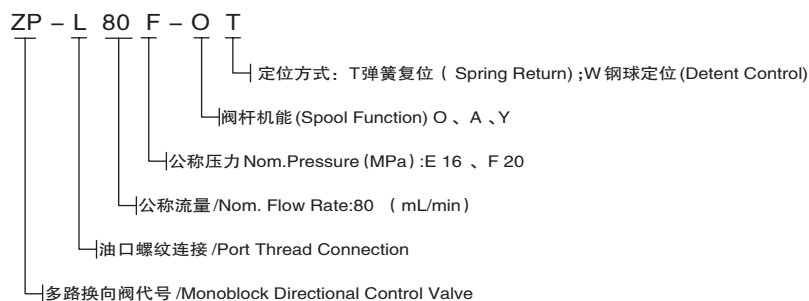 ZP – L 80 F – O T
定位方式：T弹簧复位（Spring Return）;W钢球定位(Detent Control)
阀杆机能(Spool Function) O、A、Y
公称压力Nom.Pressure(MPa):E 16、F 20
公称流量/Nom. Flow Rate:80（mL/min）
油口螺纹连接/Port Thread Connection
多路换向阀代号/Monoblock Directional Control Valve